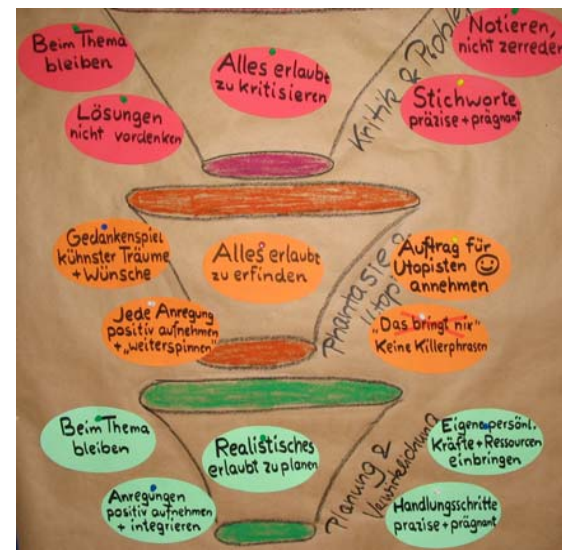 Beim Thema
bleiben
Alles erlaubt
zu kritisieren
Notieren,
nicht zerreden
Lösungen
nicht vordenken
Stichworte
präzise + prägnant
Kritik & Proble
Gedankenspiel
kühnster Träume
+ Wünsche
Alles erlaubt
zu erfinden
Auftrag für
Utopisten ☺
annehmen
Jede Anregung
positiv aufnehmen
+ „weiterspinnen"
„Das bringt nix"
Keine Killerphrasen
Phantasie &
Utopi
Beim Thema
bleiben
Realistisches
erlaubt zu planen
Eigene persönl.
Kräfte + Ressourcen
einbringen
Anregungen
positiv aufnehmen
+ integrieren
Handlungsschritte
präzise + prägnant
Planung &
Verwirklichung